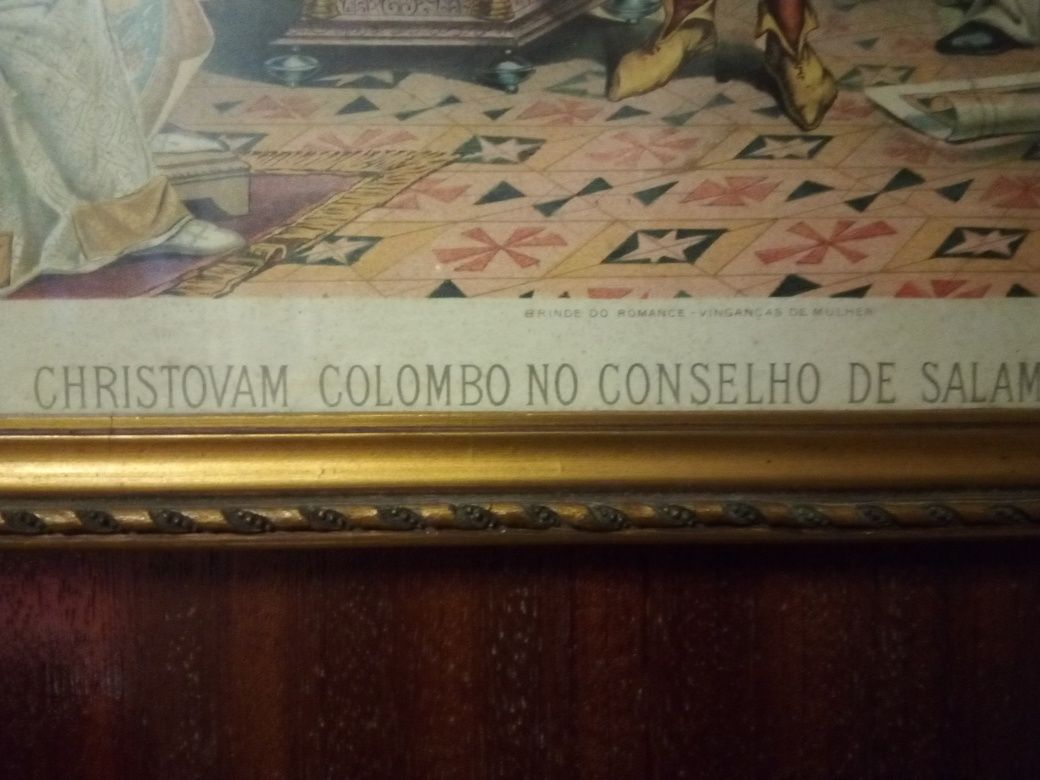 BRINDE DO ROMANCE - VINGANÇAS DE MULHER
CHRISTOVAM COLOMBO NO CONSELHO DE SALAM